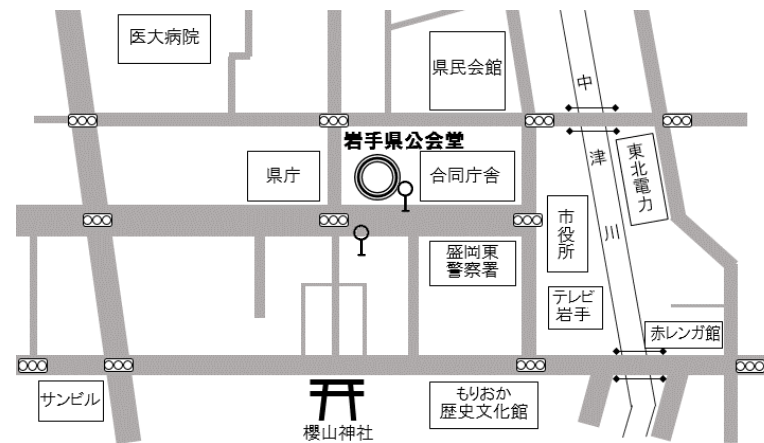 医大病院
県民会館
中
津
川
岩手県公会堂
県庁
合同庁舎
東北電力
市役所
盛岡東
警察署
テレビ
岩手
赤レンガ館
サンビル
もりおか
歴史文化館
櫻山神社